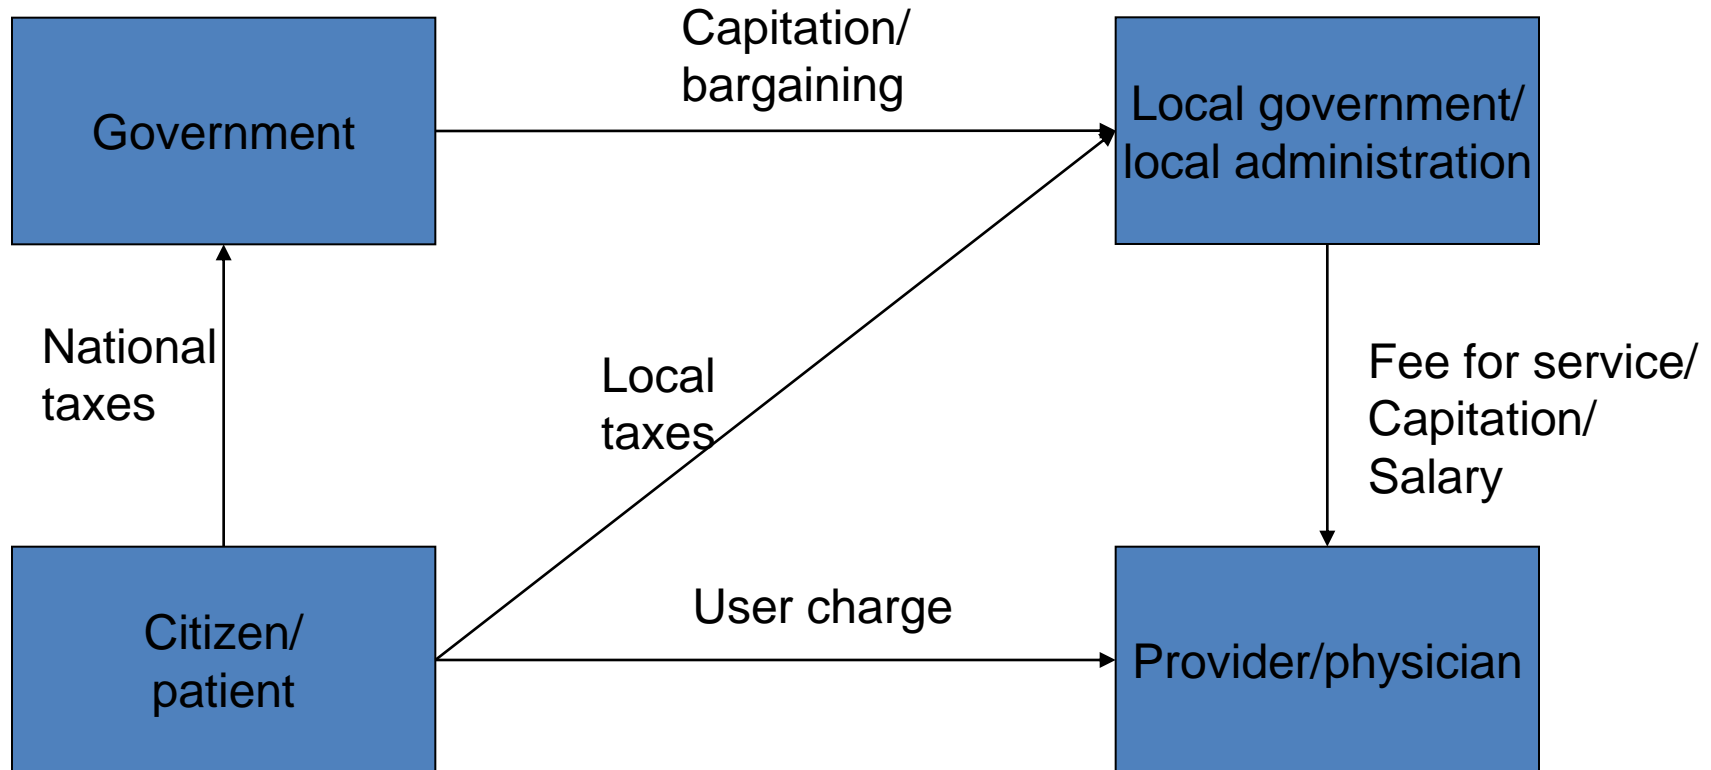 Capitation/
bargaining
Government
Local government/
local administration
National
taxes
Local
taxes
Fee for service/
Capitation/
Salary
Citizen/
patient
User charge
Provider/physician